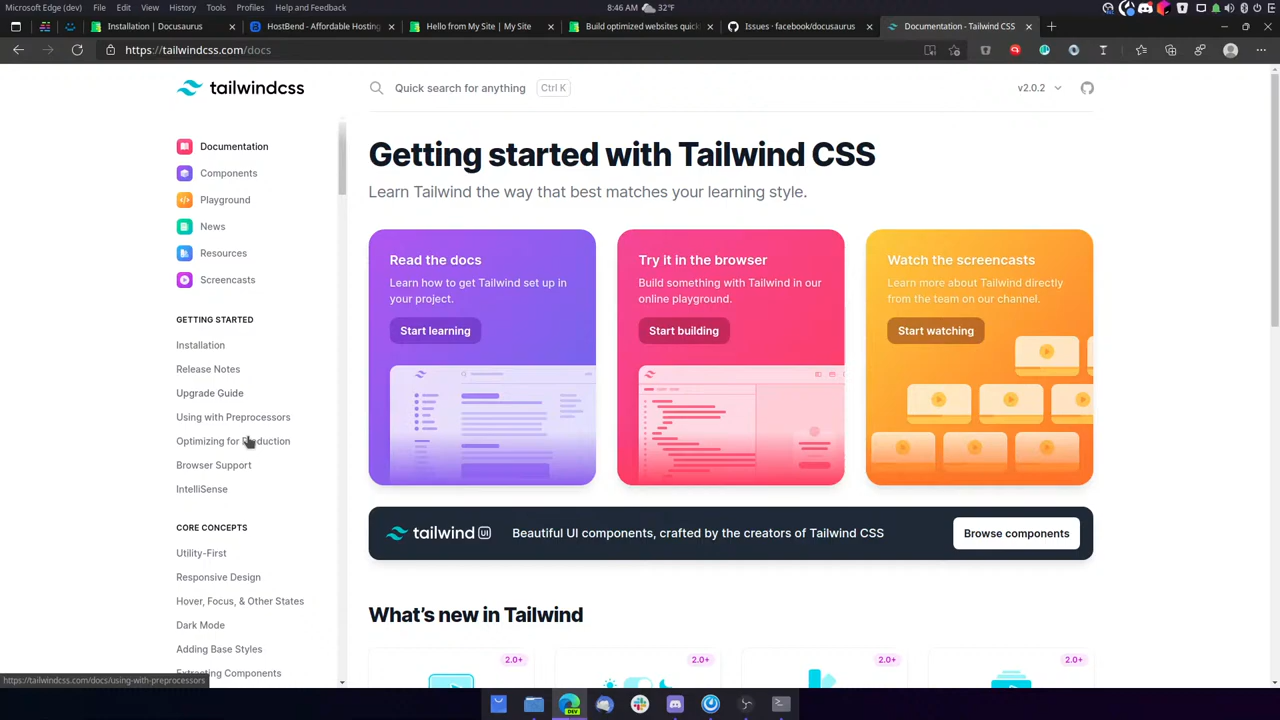 Microsoft Edge (dev) File Edit View History Tools Profiles Help and Feedback 8:46 AM 32°F
Installation | Docusaurus
HostBend - Affordable Hosting
Hello from My Site | My Site
Build optimized websites quick
Issues · facebook/docusaurus
Documentation - Tailwind CSS
https://tailwindcss.com/docs
tailwindcss
Quick search for anything
Ctrl K
v2.0.2
Documentation
Components
Playground
News
Resources
Screencasts
GETTING STARTED
Installation
Release Notes
Upgrade Guide
Using with Preprocessors
Optimizing for Production
Browser Support
IntelliSense
CORE CONCEPTS
Utility-First
Responsive Design
Hover, Focus, & Other States
Dark Mode
Adding Base Styles
Extracting Components
https://tailwindcss.com/docs/using-with-preprocessors
Getting started with Tailwind CSS
Learn Tailwind the way that best matches your learning style.
Read the docs
Learn how to get Tailwind set up in
your project.
Start learning
Try it in the browser
Build something with Tailwind in our
online playground.
Start building
Watch the screencasts
Learn more about Tailwind directly
from the team on our channel.
Start watching
tailwind UI
Beautiful UI components, crafted by the creators of Tailwind CSS
Browse components
What's new in Tailwind
2.0+
2.0+
2.0+
2.0+
DEV